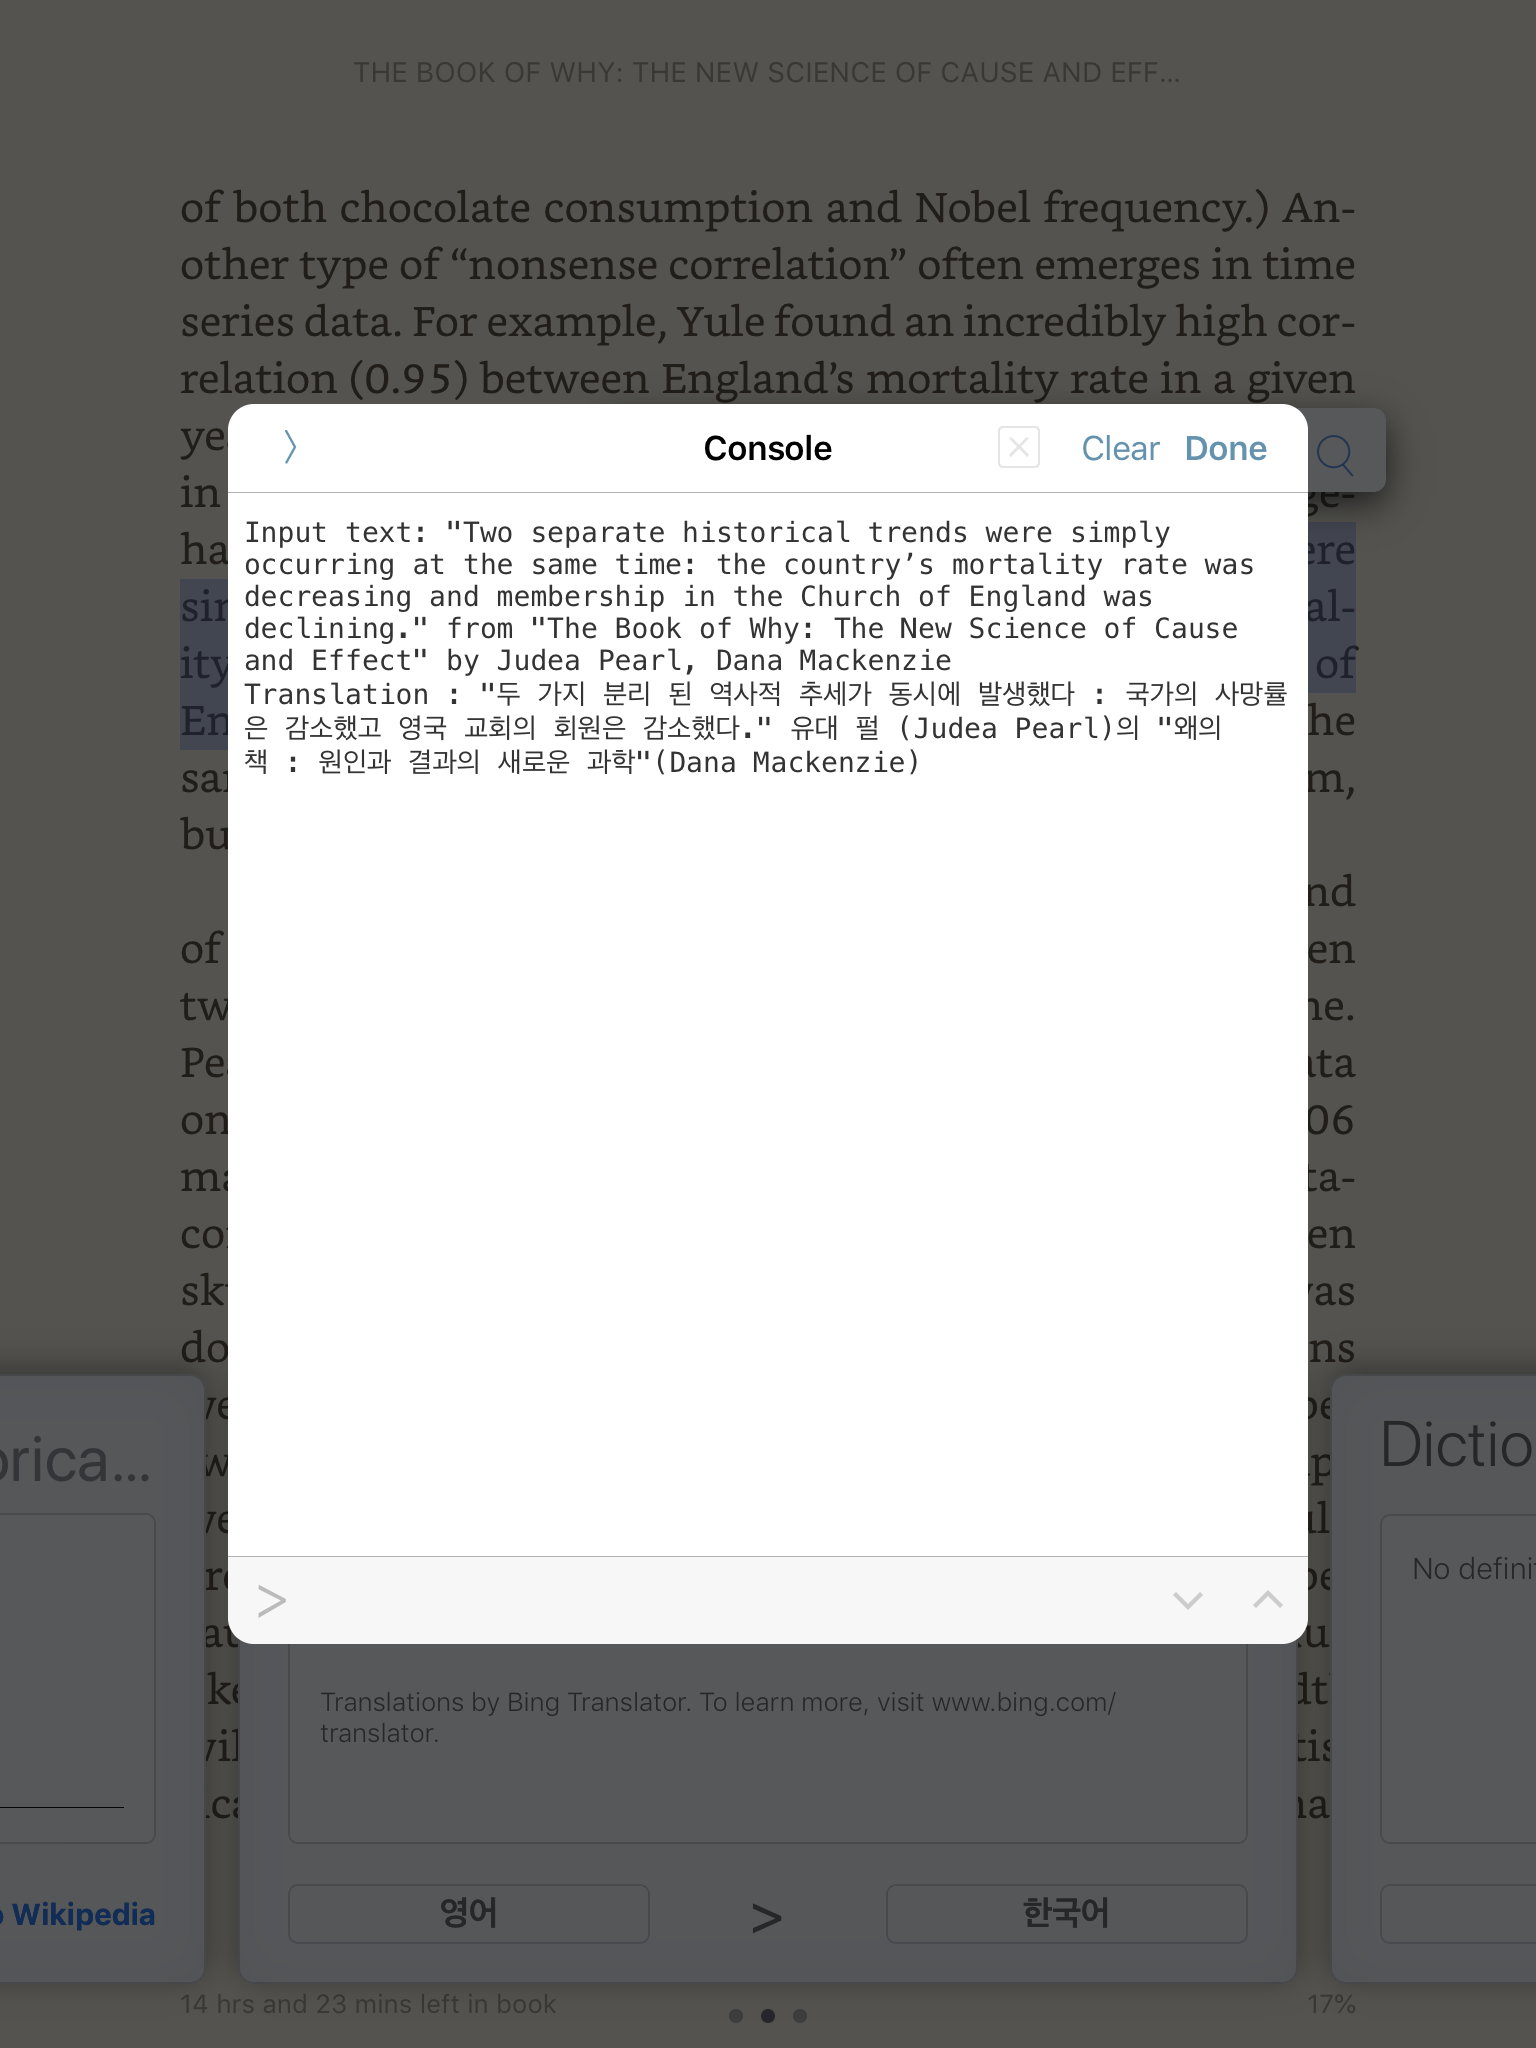 THE BOOK OF WHY: THE NEW SCIENCE OF CAUSE AND EFF...
of both chocolate consumption and Nobel frequency.) An-
other type of “nonsense correlation” often emerges in time
series data. For example, Yule found an incredibly high cor-
relation (0.95) between England’s mortality rate in a given
Console
Clear Done
in
Input text: "Two separate historical trends were simply
occurring at the same time: the country’s mortality rate was
decreasing and membership in the Church of England was
declining." from "The Book of Why: The New Science of Cause
and Effect" by Judea Pearl, Dana Mackenzie
Translation : "두 가지 분리 된 역사적 추세가 동시에 발생했다 : 국가의 사망률
은 감소했고 영국 교회의 회원은 감소했다." 유대 펄 (Judea Pearl)의 "왜의
책 : 원인과 결과의 새로운 과학"(Dana Mackenzie)
of
of
>
Translations by Bing Translator. To learn more, visit www.bing.com/
translator.
Wikipedia
영어 > 한국어
14 hrs and 23 mins left in book 17%